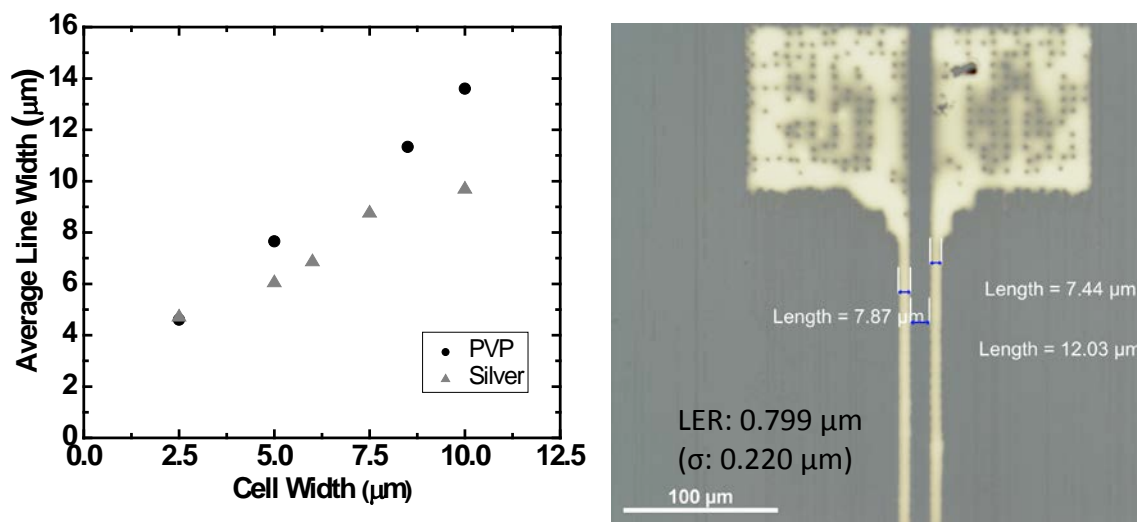 16
14
12
10
8
6
4
2
0
0.0 2.5 5.0 7.5 10.0 12.5
Average Line Width (μm)
Cell Width (μm)
PVP
Silver
Length = 7.44 μm
Length = 7.87 μm
Length = 12.03 μm
LER: 0.799 μm
(σ: 0.220 μm)
100 μm